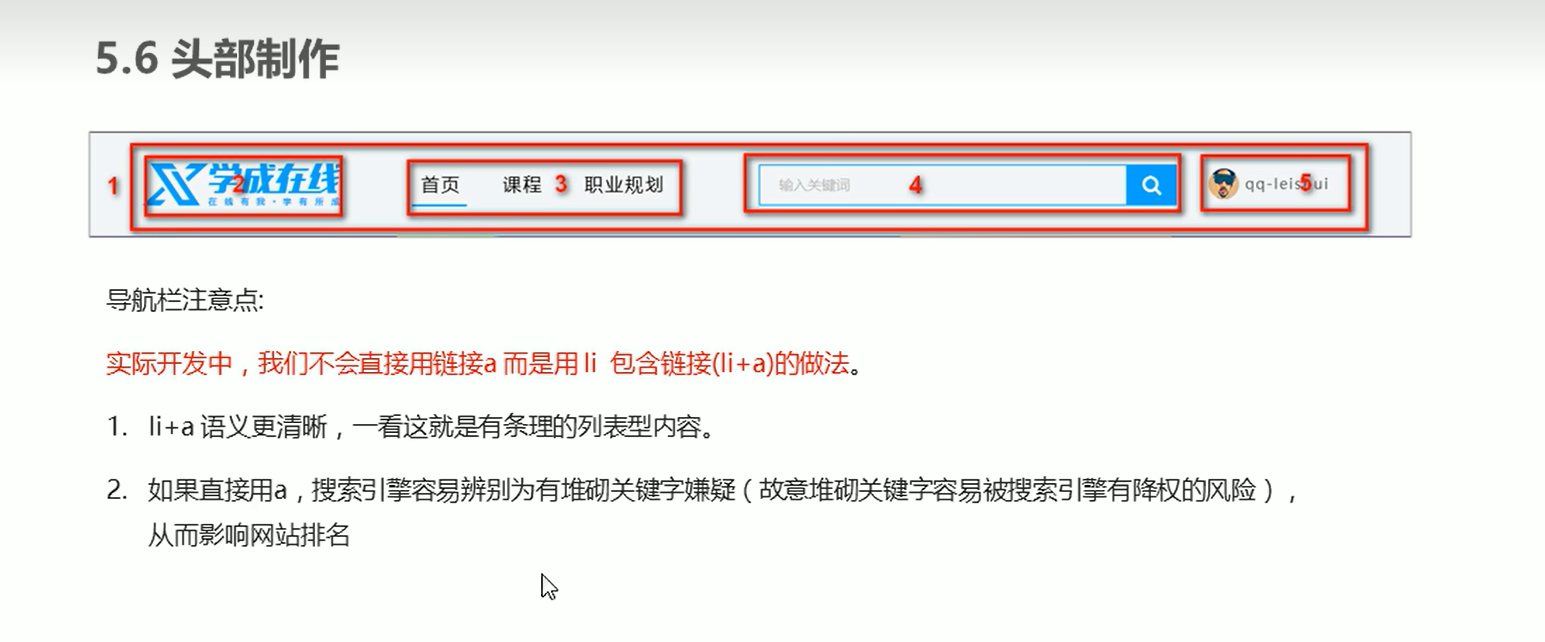 5.6 头部制作
1
学成在线
2
在线有我·学有所成
首页 课程 3 职业规划
输入关键词 4
5
导航栏注意点:
实际开发中，我们不会直接用链接a 而是用 li 包含链接(li+a)的做法。
1. li+a 语义更清晰，一看这就是有条理的列表型内容。
2. 如果直接用a，搜索引擎容易辨别为有堆砌关键字嫌疑（故意堆砌关键字容易被搜索引擎有降权的风险），
从而影响网站排名